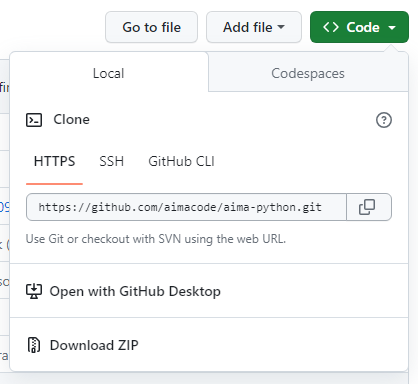 Go to file
Add file
<> Code
Local
Codespaces
Clone
HTTPS
SSH
GitHub CLI
https://github.com/aimacode/aima-python.git
Use Git or checkout with SVN using the web URL.
Open with GitHub Desktop
Download ZIP